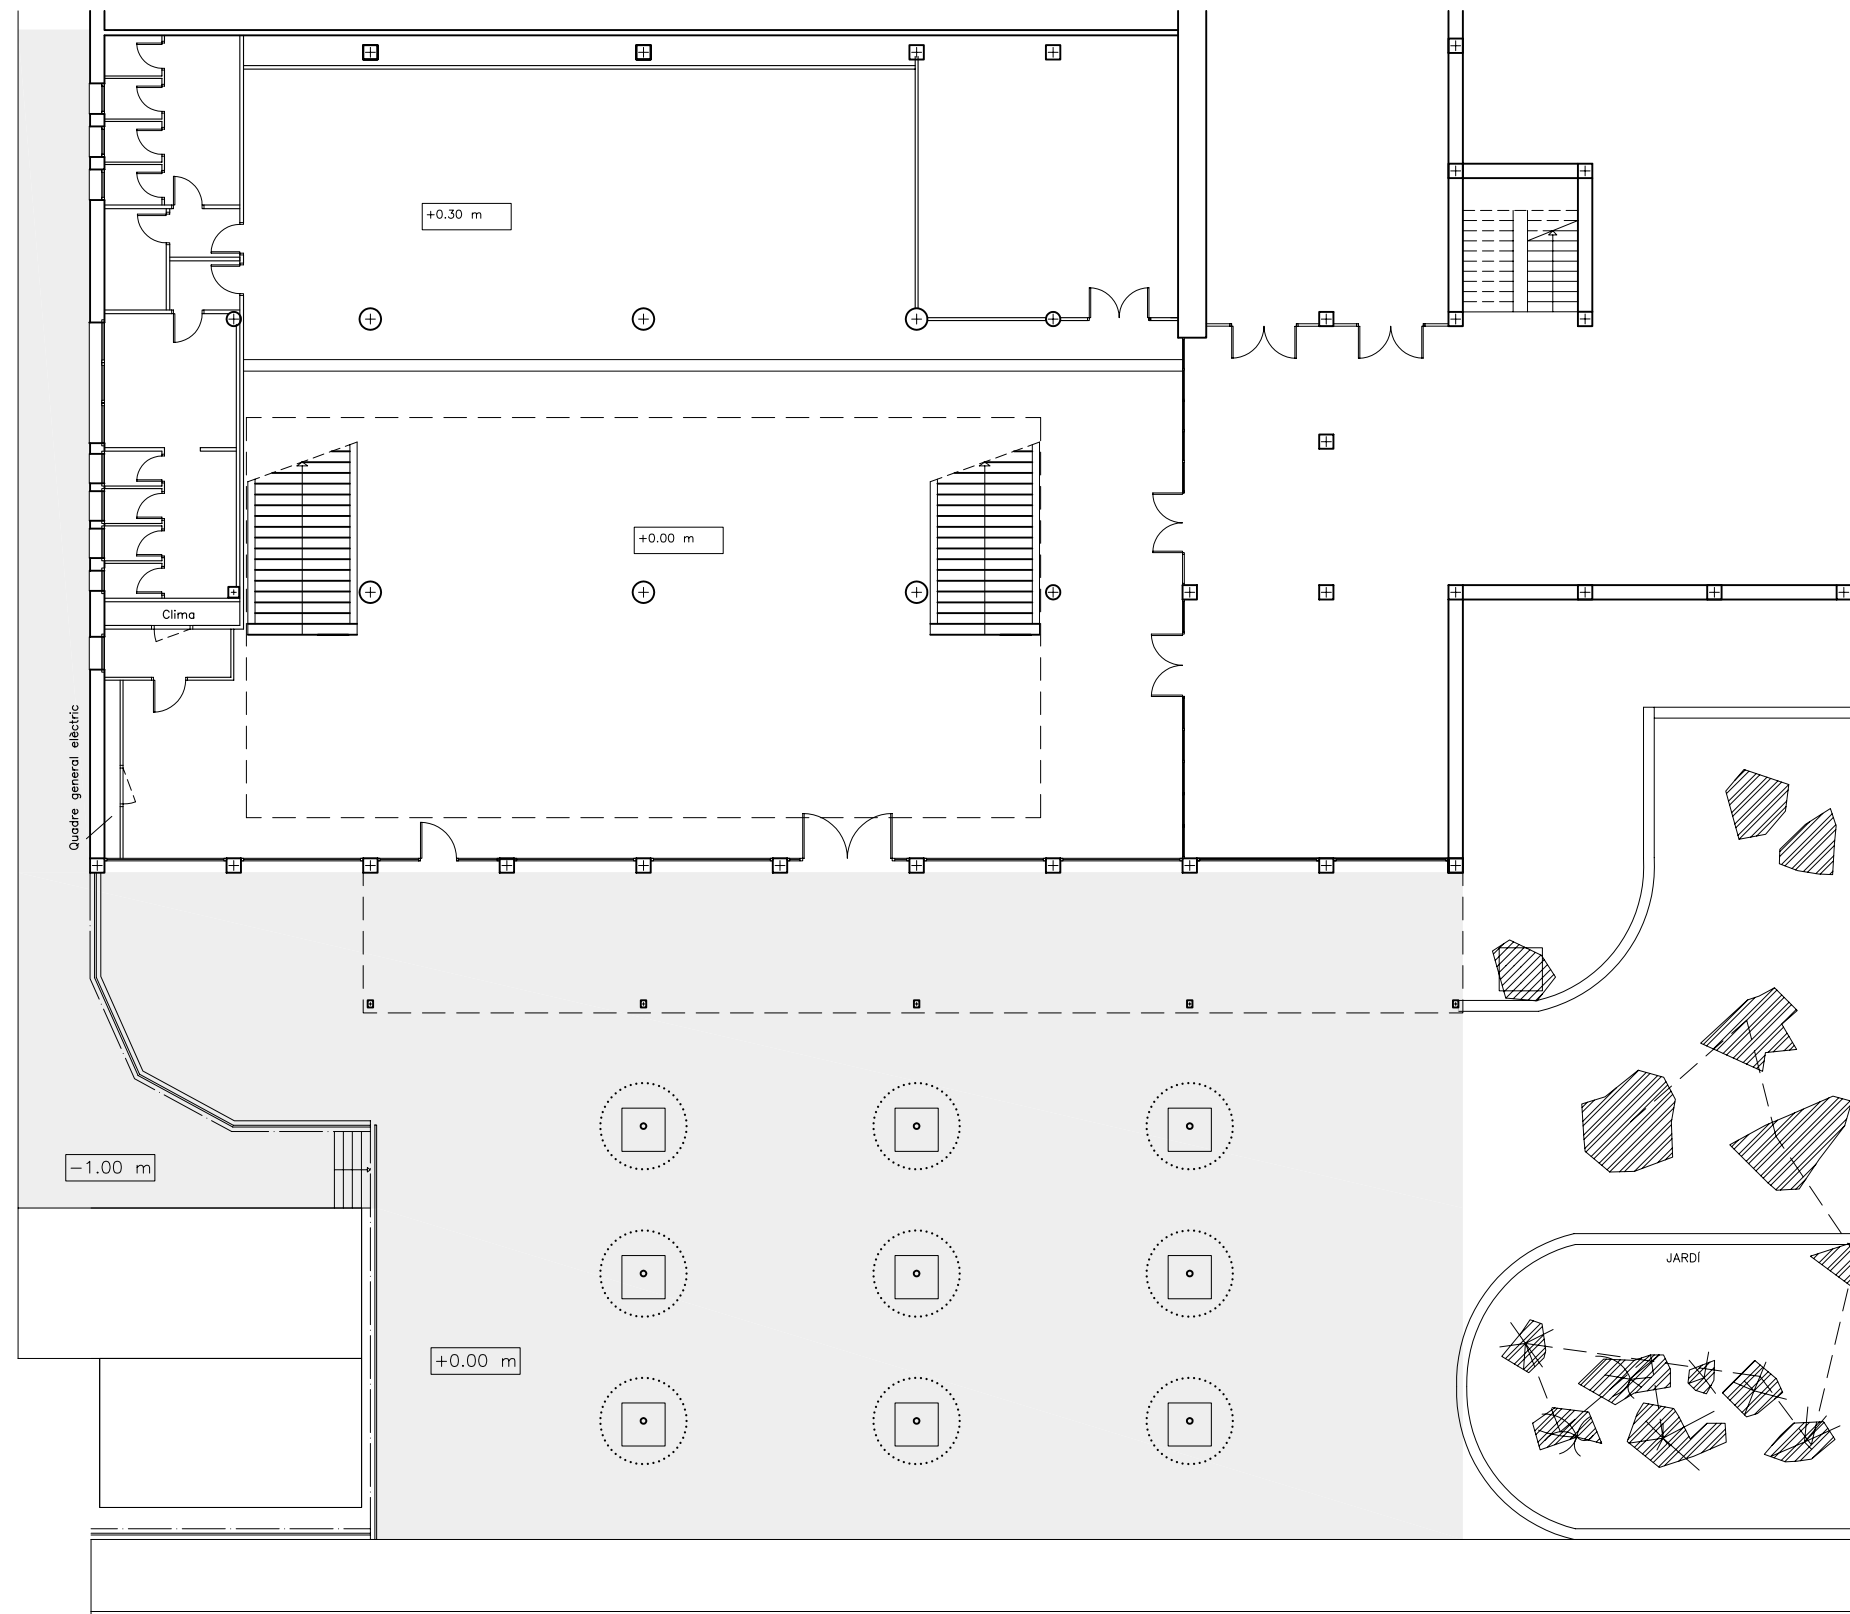 +0.30 m
+0.00 m
Clima
Quadre general elèctric
-1.00 m
JARDÍ
+0.00 m